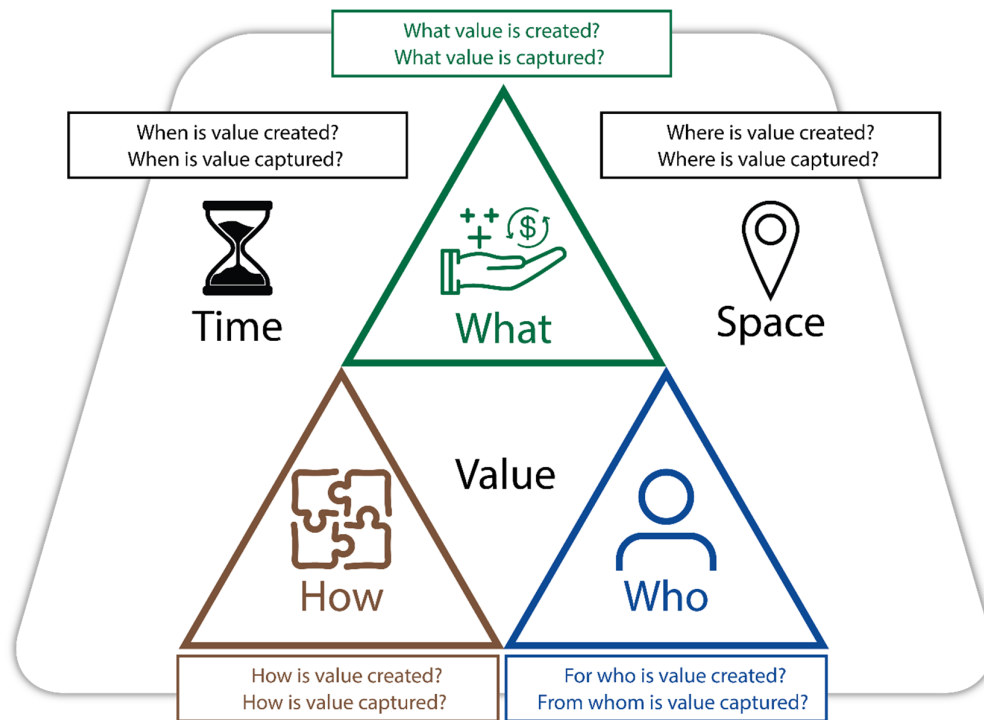 What value is created?
What value is captured?
When is value created?
When is value captured?
Where is value created?
Where is value captured?
$
Time
What
Space
Value
How
Who
How is value created?
How is value captured?
For who is value created?
From whom is value captured?